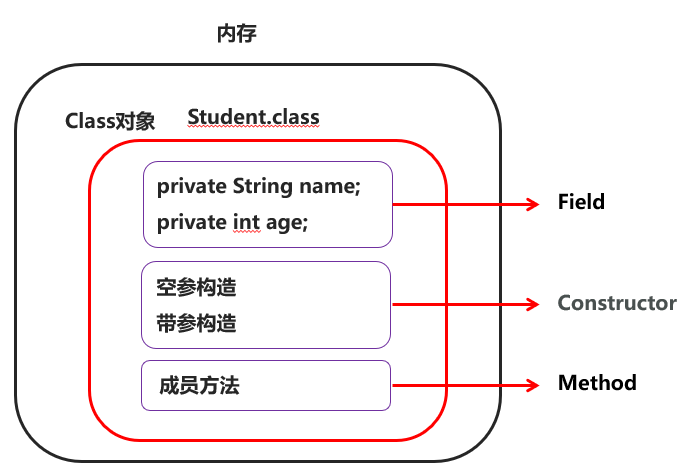 内存
Class对象 Student.class
private String name;
private int age;
Field
空参构造
带参构造
Constructor
成员方法
Method